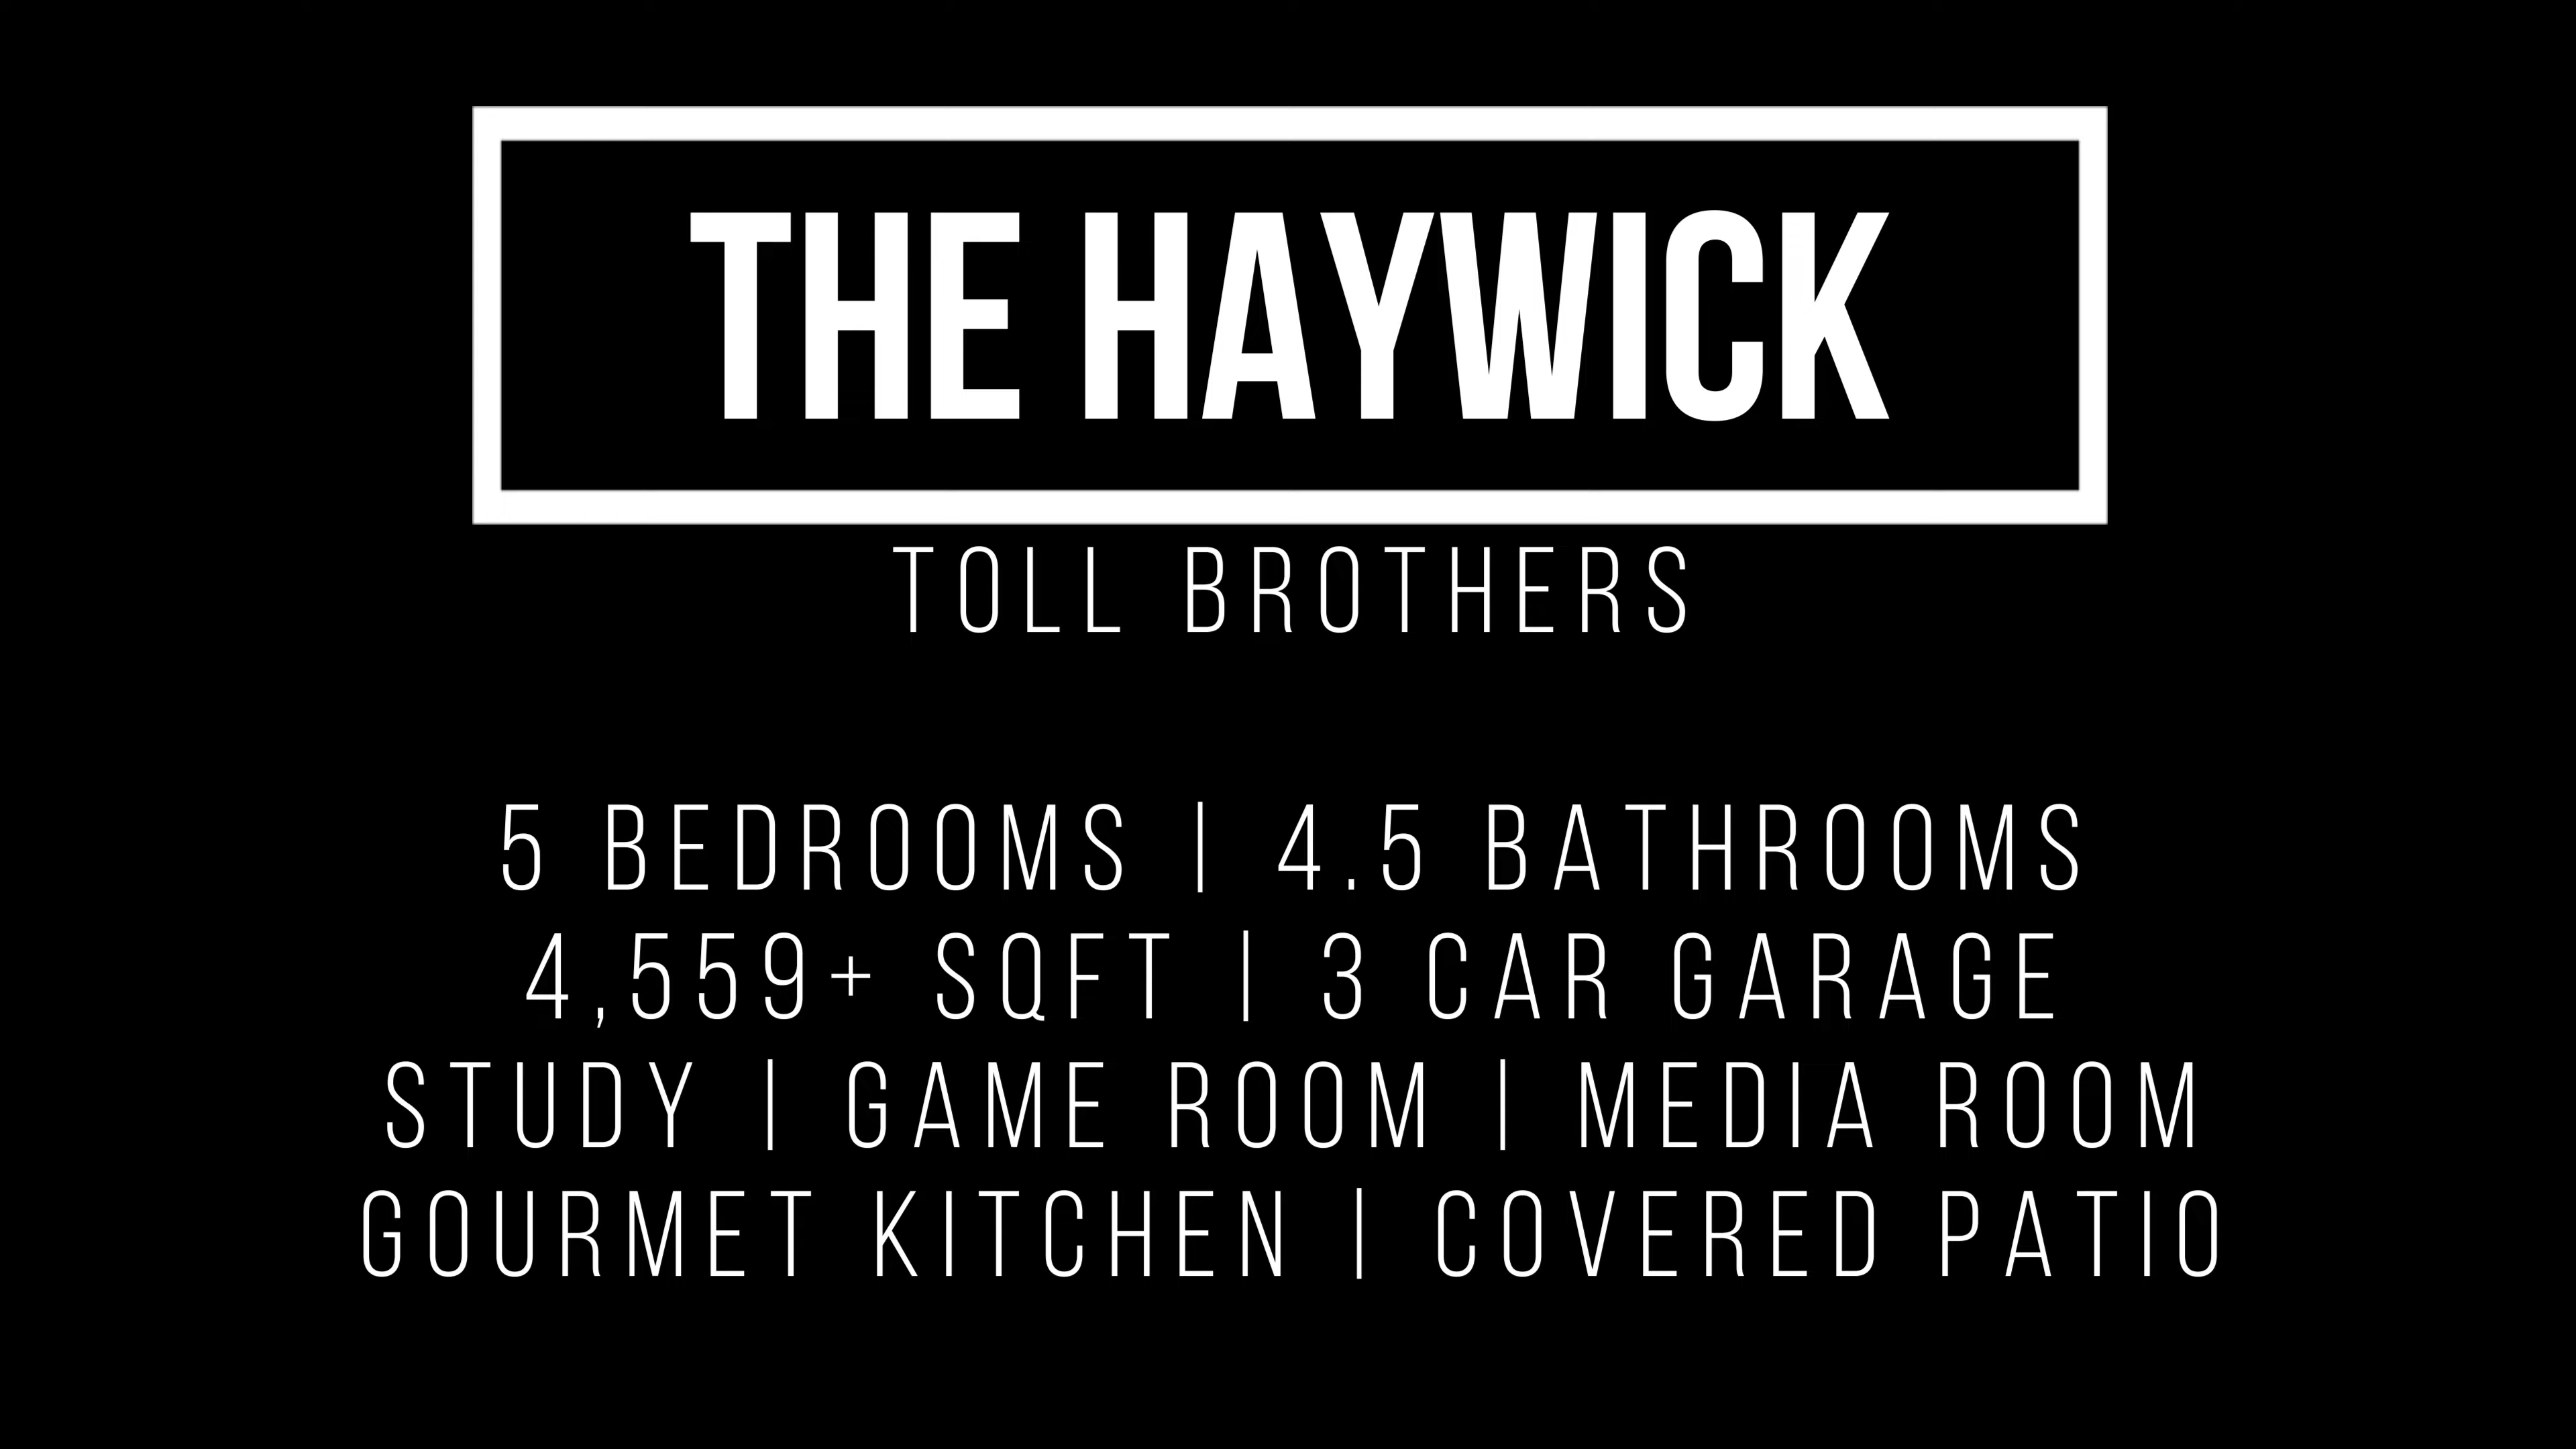 THE HAYWICK
TOLL BROTHERS
5 BEDROOMS | 4.5 BATHROOMS
4,559+ SQFT | 3 CAR GARAGE
STUDY | GAME ROOM | MEDIA ROOM
GOURMET KITCHEN | COVERED PATIO